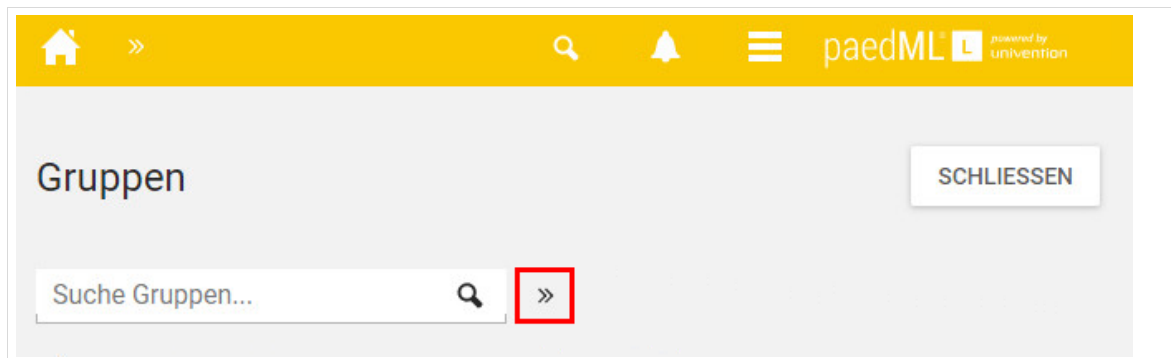 » paedML® L powered by
univention
Gruppen SCHLIESSEN
Suche Gruppen... »